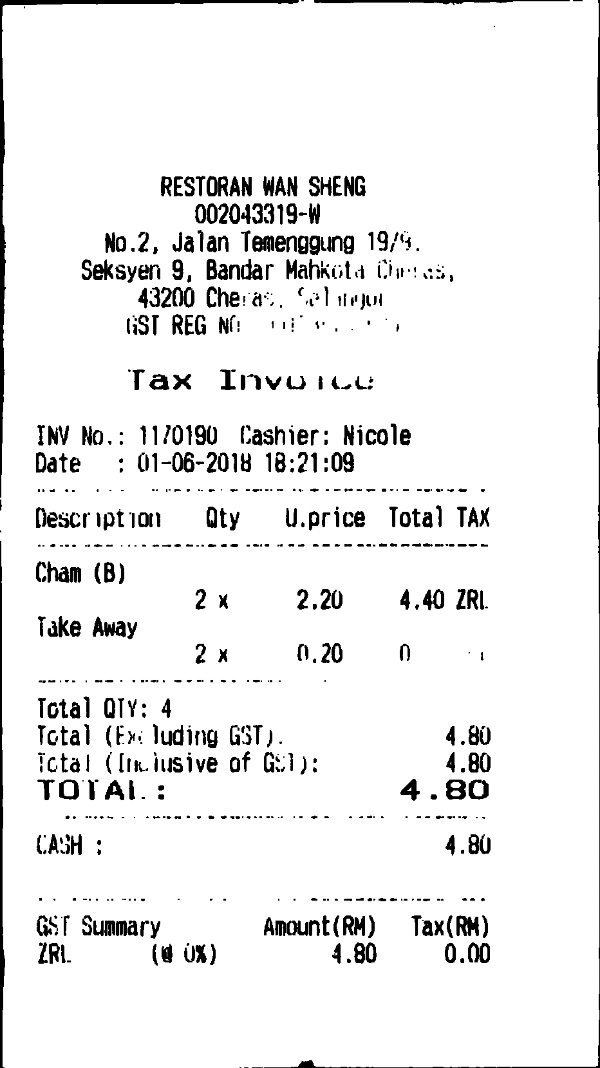 RESTORAN WAN SHENG
002043319-W
No.2, Jalan Temenggung 19/9,
Seksyen 9, Bandar Mahkota Cheras,
43200 Cheras, Selangor
GST REG NO
Tax Invoice
INV No.: 1170190 Cashier: Nicole
Date : 01-06-2018 18:21:09
Description Qty U.price Total TAX
Cham (B)
2 x 2.20 4.40 ZRL
Take Away
2 x 0.20 0
Total QTY: 4
Total (Excluding GST):
4.80
Total (Inclusive of GST): 4.80
TOTAL : 4.80
CASH : 4.80
GST Summary Amount(RM) Tax(RM)
ZRL (@ 0%) 4.80 0.00